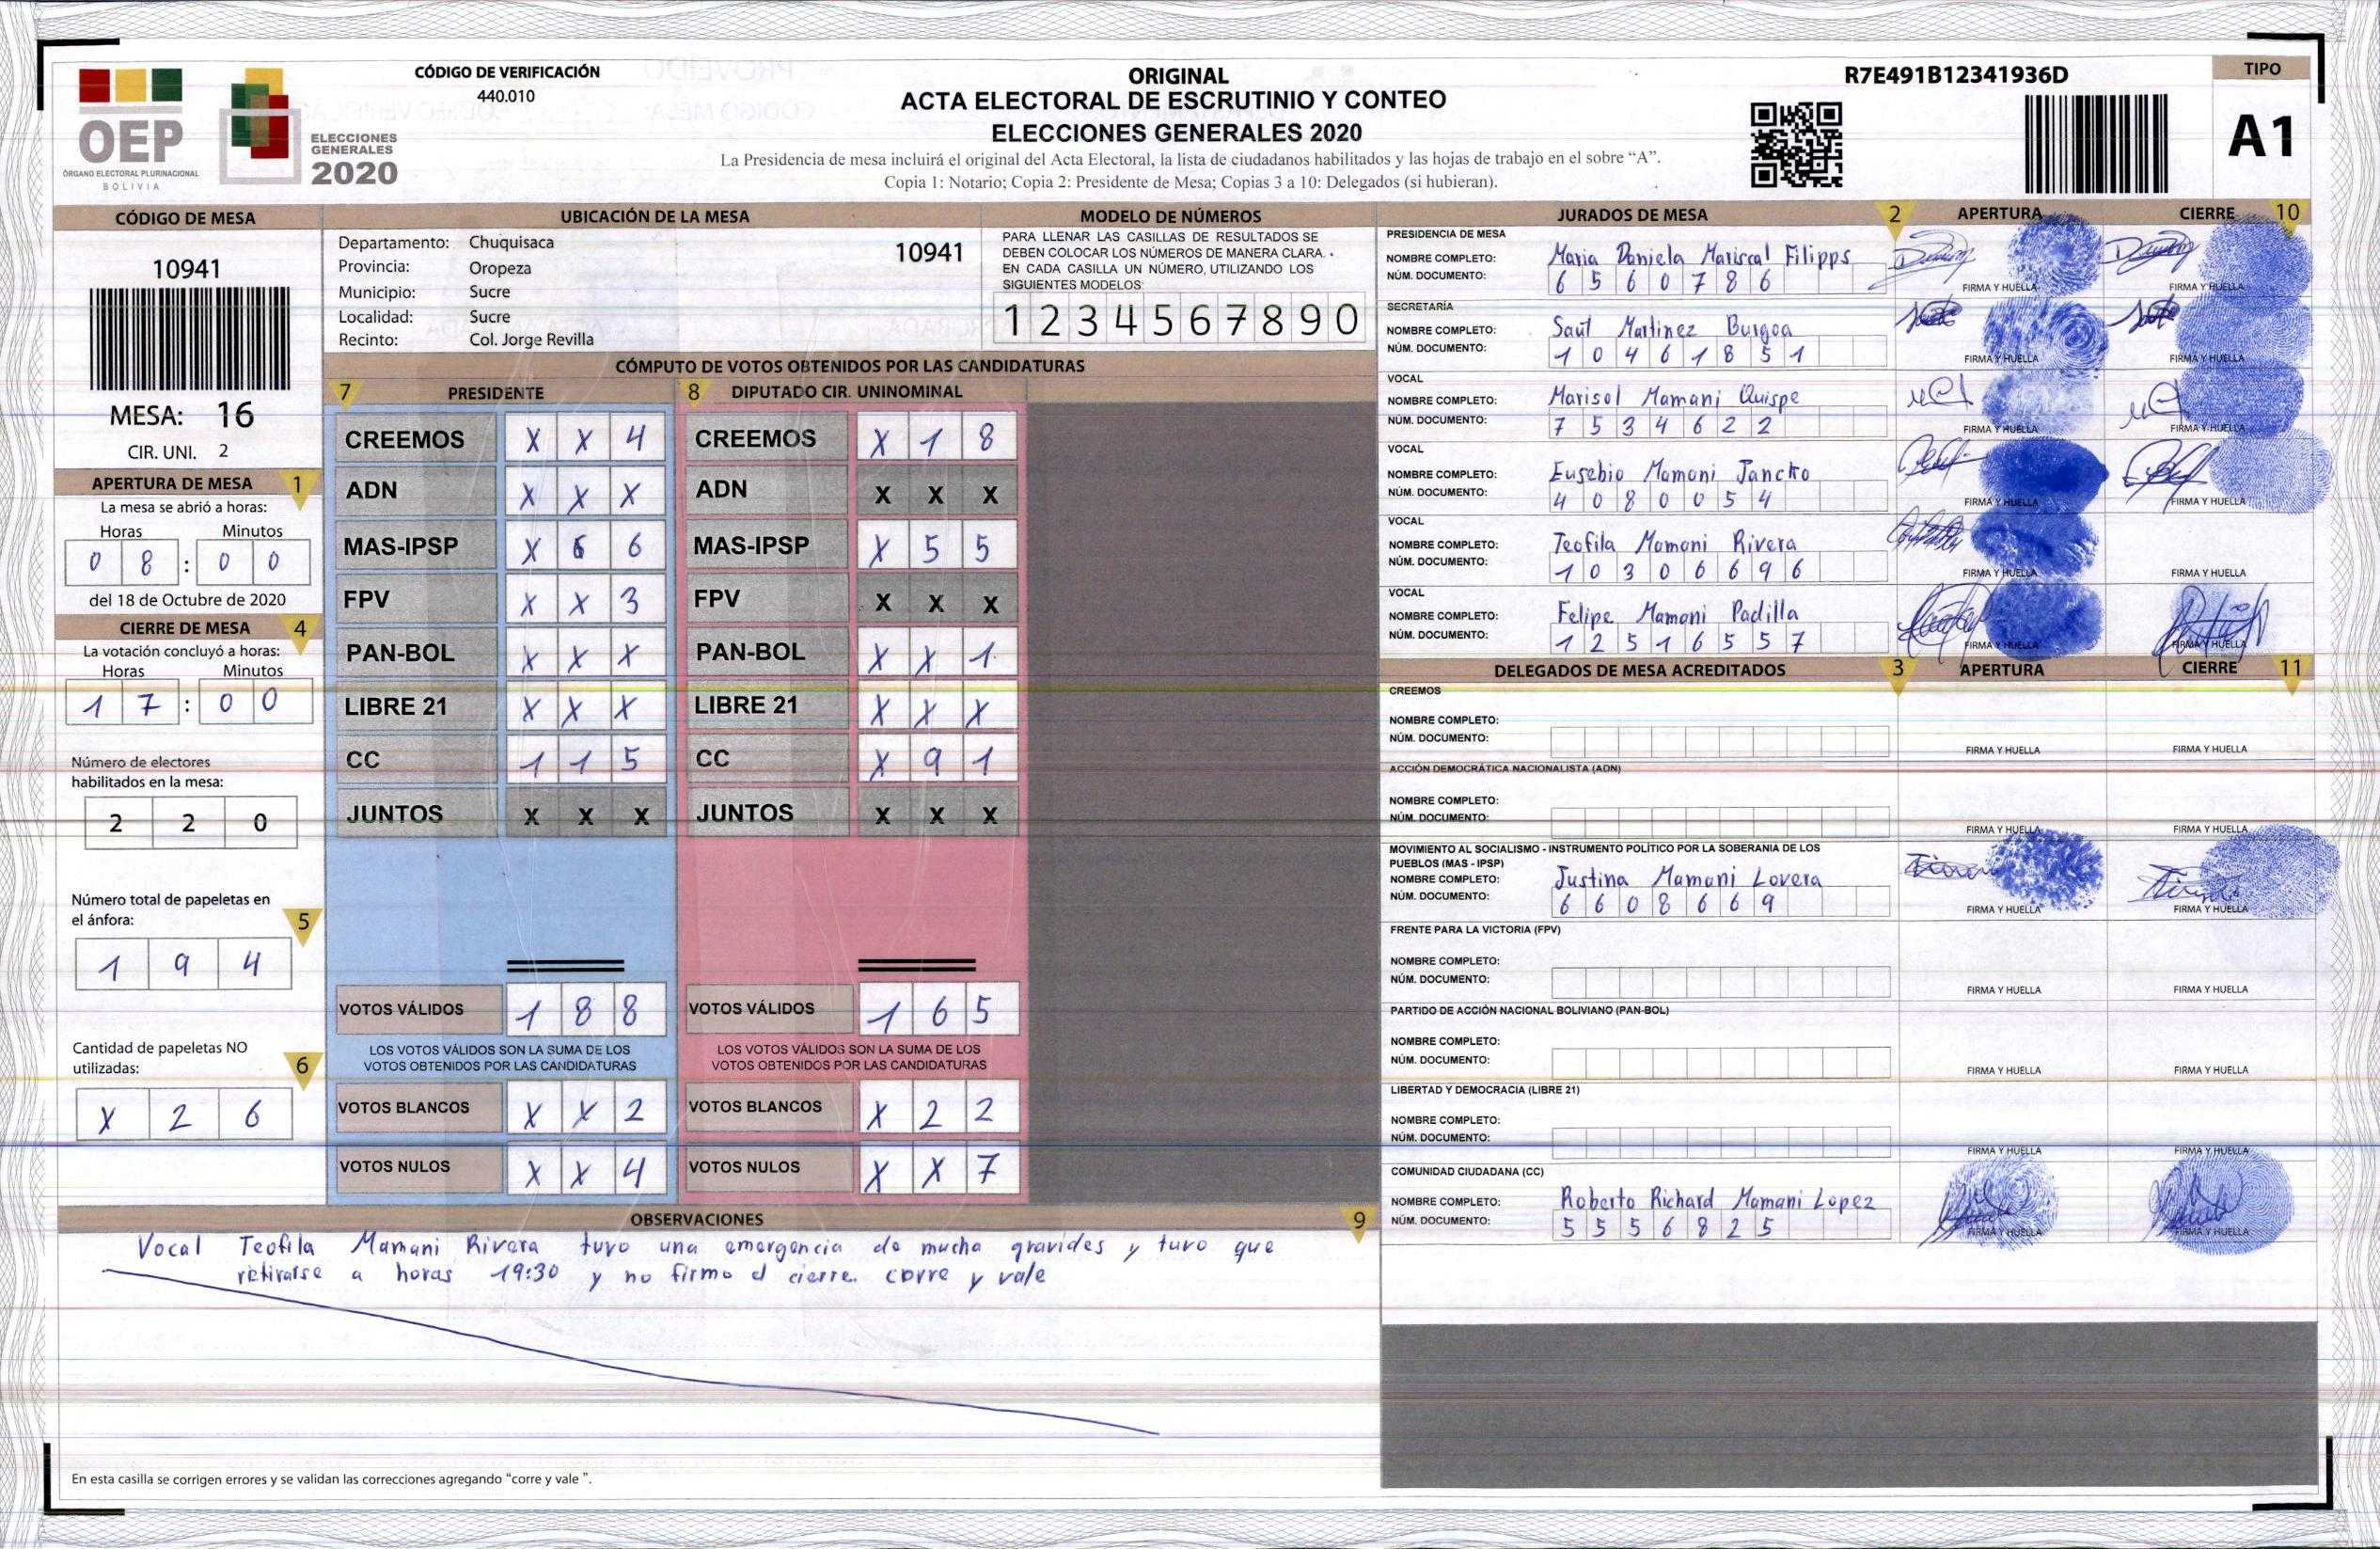 OEP
ÓRGANO ELECTORAL PLURINACIONAL
BOLIVIA
ELECCIONES
GENERALES
2020
CÓDIGO DE VERIFICACIÓN
440.010
ORIGINAL
ACTA ELECTORAL DE ESCRUTINIO Y CONTEO
ELECCIONES GENERALES 2020
La Presidencia de mesa incluirá el original del Acta Electoral, la lista de ciudadanos habilitados y las hojas de trabajo en el sobre “A”.
Copia 1: Notario; Copia 2: Presidente de Mesa; Copias 3 a 10: Delegados (si hubieran).
R7E491B12341936D
TIPO
A1
CÓDIGO DE MESA
10941
MESA: 16
CIR. UNI. 2
APERTURA DE MESA 1
La mesa se abrió a horas:
Horas Minutos
0 8 : 0 0
del 18 de Octubre de 2020
CIERRE DE MESA 4
La votación concluyó a horas:
Horas Minutos
1 7 : 0 0
Número de electores
habilitados en la mesa:
2 2 0
Número total de papeletas en
el ánfora: 5
1 9 4
Cantidad de papeletas NO
utilizadas: 6
X 2 6
UBICACIÓN DE LA MESA
Departamento: Chuquisaca 10941
Provincia: Oropeza
Municipio: Sucre
Localidad: Sucre
Recinto: Col. Jorge Revilla
MODELO DE NÚMEROS
PARA LLENAR LAS CASILLAS DE RESULTADOS SE
DEBEN COLOCAR LOS NÚMEROS DE MANERA CLARA.
EN CADA CASILLA UN NÚMERO, UTILIZANDO LOS
SIGUIENTES MODELOS:
1 2 3 4 5 6 7 8 9 0
CÓMPUTO DE VOTOS OBTENIDOS POR LAS CANDIDATURAS
7 PRESIDENTE 8 DIPUTADO CIR. UNINOMINAL
CREEMOS X X 4 CREEMOS X 1 8
ADN X X X ADN X X X
MAS-IPSP X 6 6 MAS-IPSP X 5 5
FPV X X 3 FPV X X X
PAN-BOL X X X PAN-BOL X X 1
LIBRE 21 X X X LIBRE 21 X X X
CC 1 1 5 CC X 9 1
JUNTOS X X X JUNTOS X X X
VOTOS VÁLIDOS 1 8 8 VOTOS VÁLIDOS 1 6 5
LOS VOTOS VÁLIDOS SON LA SUMA DE LOS LOS VOTOS VÁLIDOS SON LA SUMA DE LOS
VOTOS OBTENIDOS POR LAS CANDIDATURAS VOTOS OBTENIDOS POR LAS CANDIDATURAS
VOTOS BLANCOS X X 2 VOTOS BLANCOS X 2 2
VOTOS NULOS X X 4 VOTOS NULOS X X 7
OBSERVACIONES 9
Vocal Teofila Mamani Rivera tuvo una emergencia de mucha gravides y tuvo que
retirarse a horas 19:30 y no firmo el cierre. corre y vale
En esta casilla se corrigen errores y se validan las correcciones agregando “corre y vale ”.
JURADOS DE MESA 2 APERTURA CIERRE 10
PRESIDENCIA DE MESA
NOMBRE COMPLETO: Maria Daniela Mariscal Filipps
NÚM. DOCUMENTO: 6 5 6 0 7 8 6
FIRMA Y HUELLA FIRMA Y HUELLA
SECRETARÍA
NOMBRE COMPLETO: Saúl Martinez Burgoa
NÚM. DOCUMENTO: 1 0 4 6 1 8 5 1
FIRMA Y HUELLA FIRMA Y HUELLA
VOCAL
NOMBRE COMPLETO: Marisol Mamani Quispe
NÚM. DOCUMENTO: 7 5 3 4 6 2 2
FIRMA Y HUELLA FIRMA Y HUELLA
VOCAL
NOMBRE COMPLETO: Eusebio Mamani Jancko
NÚM. DOCUMENTO: 4 0 8 0 0 5 4
FIRMA Y HUELLA FIRMA Y HUELLA
VOCAL
NOMBRE COMPLETO: Teofila Mamani Rivera
NÚM. DOCUMENTO: 1 0 3 0 6 6 9 6
FIRMA Y HUELLA FIRMA Y HUELLA
VOCAL
NOMBRE COMPLETO: Felipe Mamani Padilla
NÚM. DOCUMENTO: 1 2 5 1 6 5 5 7
FIRMA Y HUELLA FIRMA Y HUELLA
DELEGADOS DE MESA ACREDITADOS 3 APERTURA CIERRE 11
CREEMOS
NOMBRE COMPLETO:
NÚM. DOCUMENTO:
FIRMA Y HUELLA FIRMA Y HUELLA
ACCIÓN DEMOCRÁTICA NACIONALISTA (ADN)
NOMBRE COMPLETO:
NÚM. DOCUMENTO:
FIRMA Y HUELLA FIRMA Y HUELLA
MOVIMIENTO AL SOCIALISMO - INSTRUMENTO POLÍTICO POR LA SOBERANIA DE LOS
PUEBLOS (MAS - IPSP)
NOMBRE COMPLETO: Justina Mamani Lovera
NÚM. DOCUMENTO: 6 6 0 8 6 6 9
FIRMA Y HUELLA FIRMA Y HUELLA
FRENTE PARA LA VICTORIA (FPV)
NOMBRE COMPLETO:
NÚM. DOCUMENTO:
FIRMA Y HUELLA FIRMA Y HUELLA
PARTIDO DE ACCIÓN NACIONAL BOLIVIANO (PAN-BOL)
NOMBRE COMPLETO:
NÚM. DOCUMENTO:
FIRMA Y HUELLA FIRMA Y HUELLA
LIBERTAD Y DEMOCRACIA (LIBRE 21)
NOMBRE COMPLETO:
NÚM. DOCUMENTO:
FIRMA Y HUELLA FIRMA Y HUELLA
COMUNIDAD CIUDADANA (CC)
NOMBRE COMPLETO: Roberto Richard Mamani Lopez
NÚM. DOCUMENTO: 5 5 5 6 8 2 5
FIRMA Y HUELLA FIRMA Y HUELLA